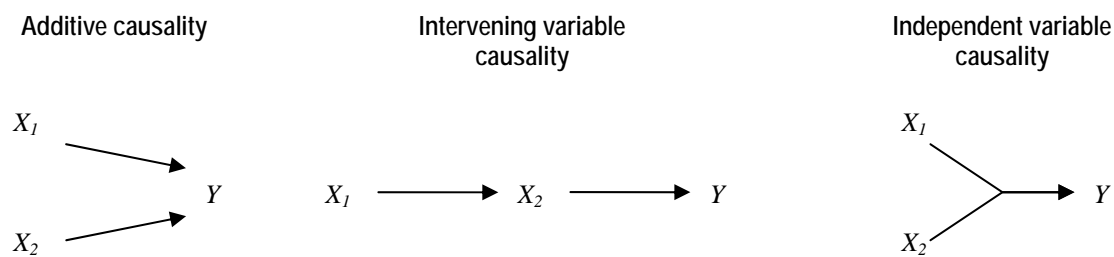 Additive causality
Intervening variable
causality
Independent variable
causality
X1
X2
Y
X1
X2
Y
X1
X2
Y